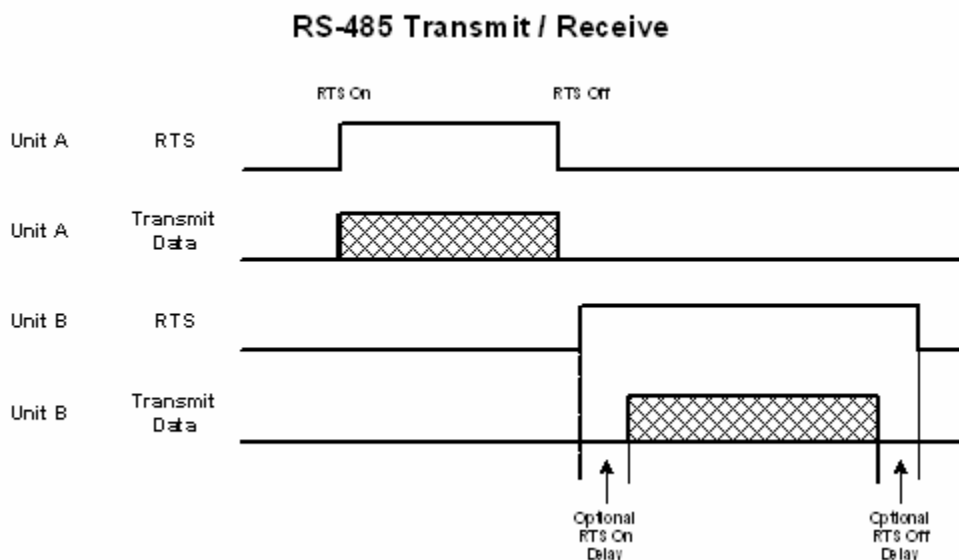 RS-485 Transmit / Receive
RTS On
RTS Off
Unit A
RTS
Unit A
Transmit
Data
Unit B
RTS
Unit B
Transmit
Data
Optional
RTS On
Delay
Optional
RTS Off
Delay